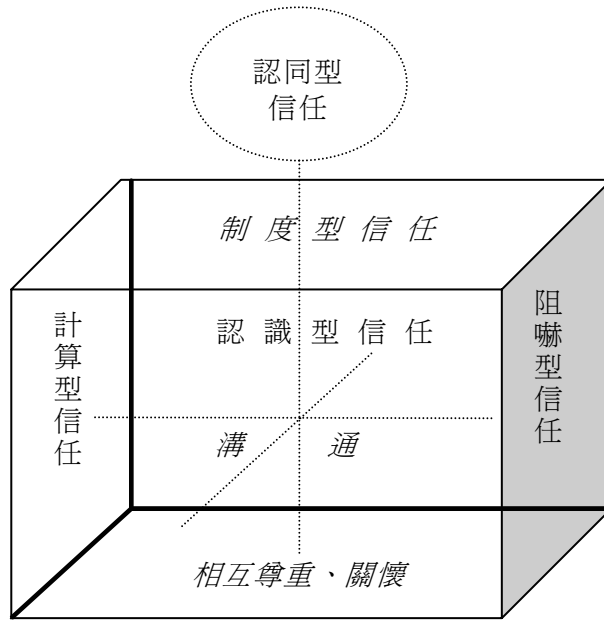 認同型
信任
制度型信任
計算型信任
認識型信任
阻嚇型信任
溝通
相互尊重、關懷